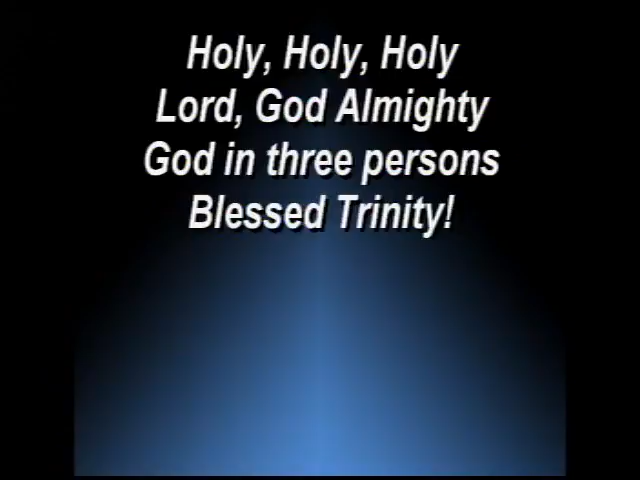 Holy, Holy, Holy
Lord, God Almighty
God in three persons
Blessed Trinity!